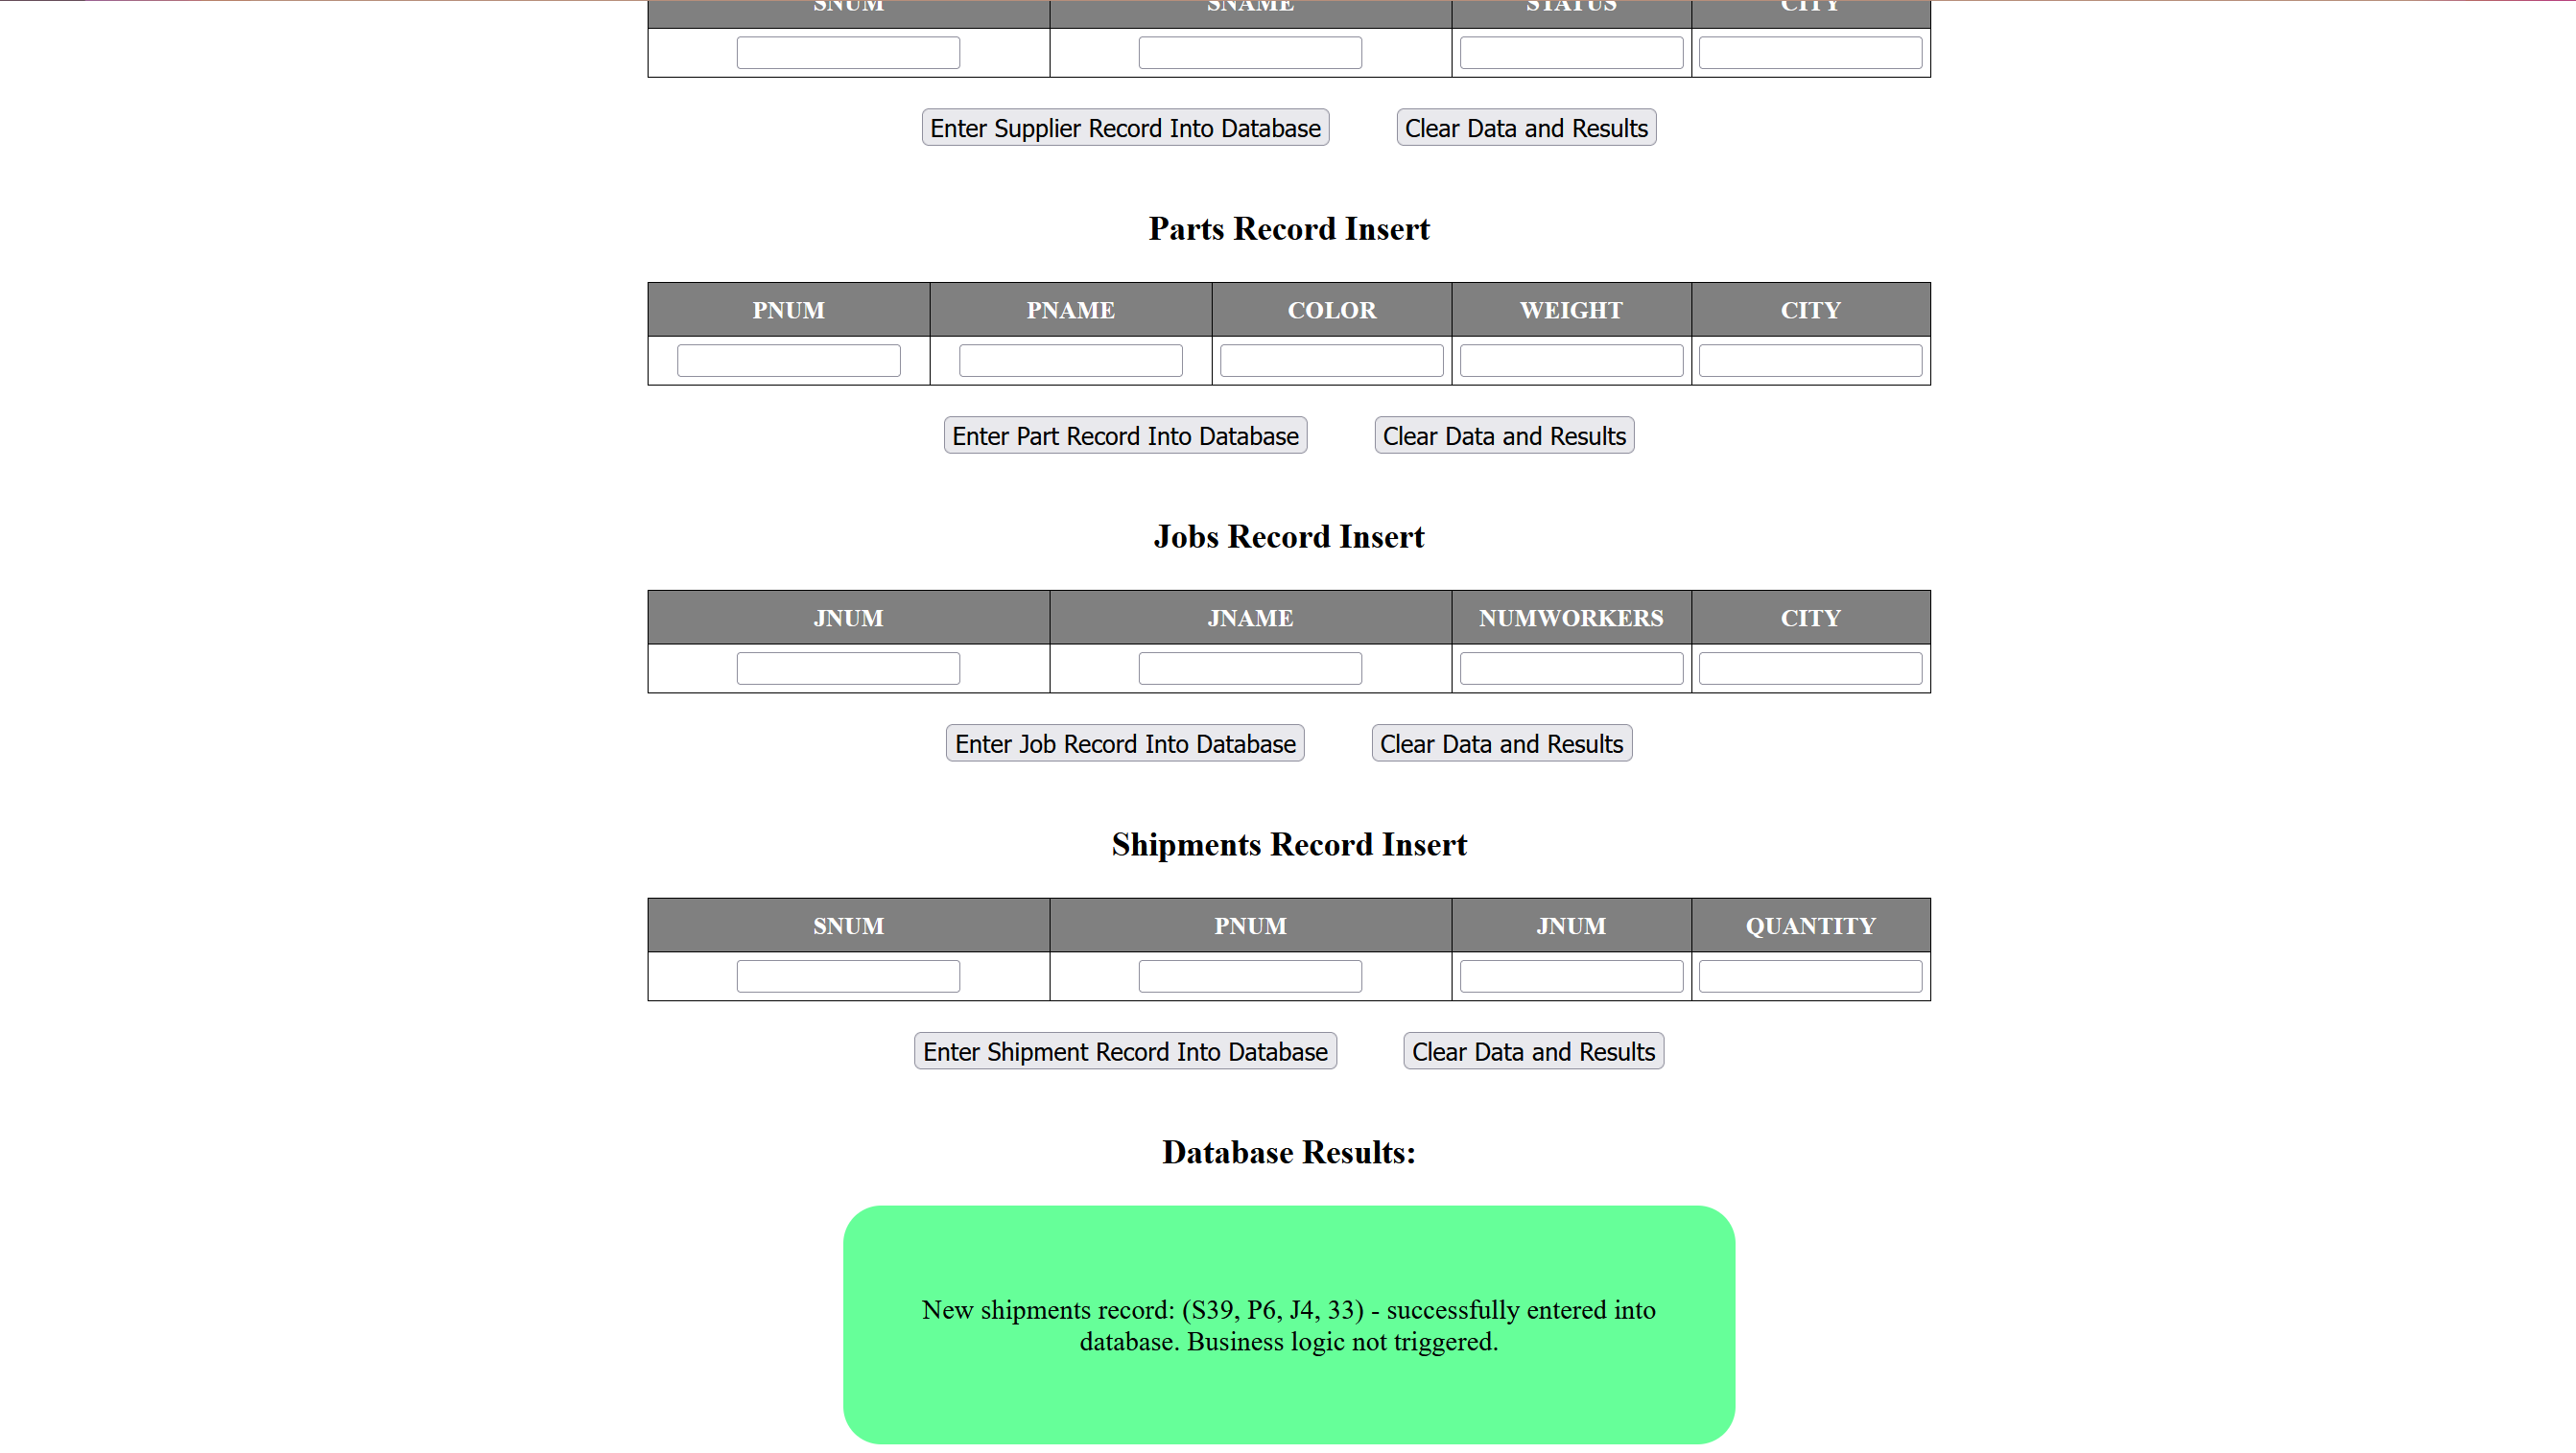 SNUM SNAME STATUS CITY
Enter Supplier Record Into Database Clear Data and Results
Parts Record Insert
PNUM PNAME COLOR WEIGHT CITY
Enter Part Record Into Database Clear Data and Results
Jobs Record Insert
JNUM JNAME NUMWORKERS CITY
Enter Job Record Into Database Clear Data and Results
Shipments Record Insert
SNUM PNUM JNUM QUANTITY
Enter Shipment Record Into Database Clear Data and Results
Database Results:
New shipments record: (S39, P6, J4, 33) - successfully entered into
database. Business logic not triggered.